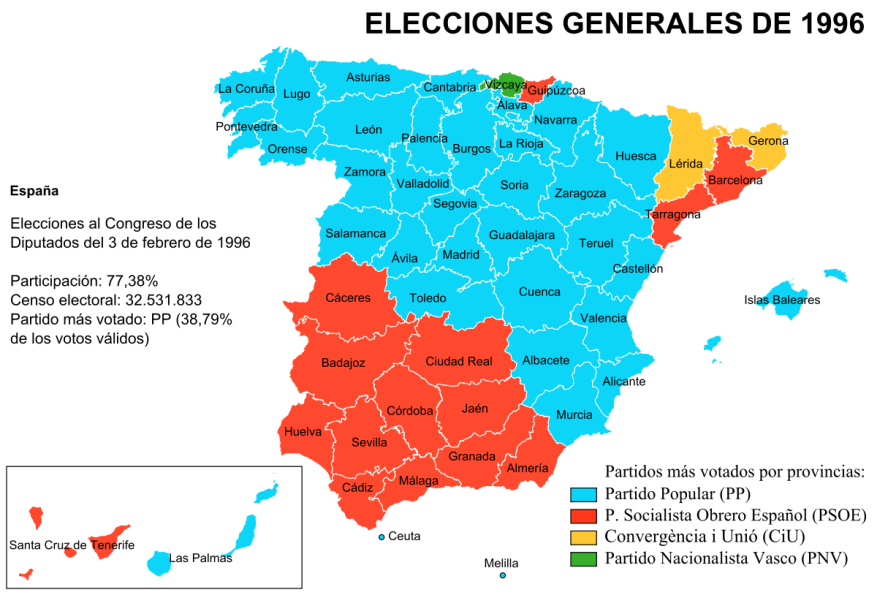 ELECCIONES GENERALES DE 1996
España
Elecciones al Congreso de los
Diputados del 3 de febrero de 1996
Participación: 77,38%
Censo electoral: 32.531.833
Partido más votado: PP (38,79%
de los votos válidos)
La Coruña
Lugo
Asturias
Cantabria
Vizcaya
Guipúzcoa
Álava
Navarra
Pontevedra
Orense
León
Palencia
Burgos
La Rioja
Huesca
Lérida
Gerona
Barcelona
Tarragona
Zamora
Valladolid
Soria
Zaragoza
Segovia
Salamanca
Ávila
Madrid
Guadalajara
Teruel
Castellón
Cáceres
Toledo
Cuenca
Valencia
Islas Baleares
Badajoz
Ciudad Real
Albacete
Alicante
Murcia
Huelva
Córdoba
Jaén
Sevilla
Granada
Almería
Cádiz
Málaga
Ceuta
Melilla
Santa Cruz de Tenerife
Las Palmas
Partidos más votados por provincias:
Partido Popular (PP)
P. Socialista Obrero Español (PSOE)
Convergència i Unió (CiU)
Partido Nacionalista Vasco (PNV)